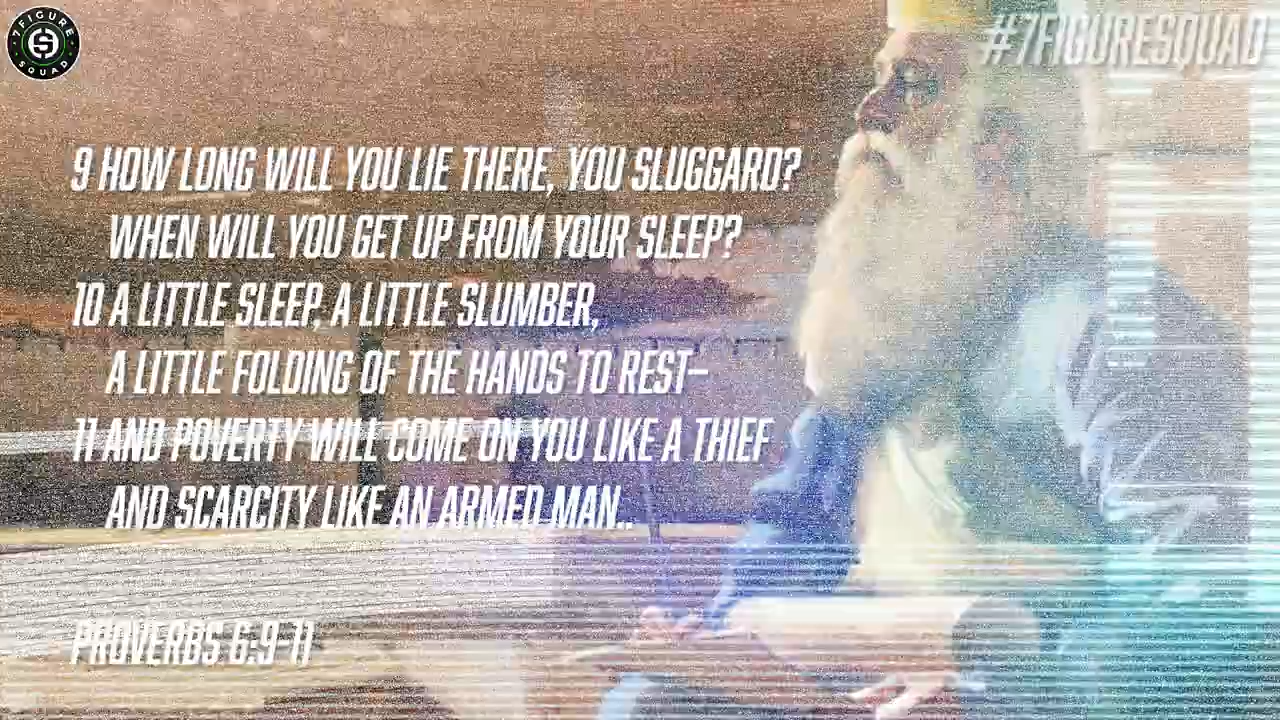 7FIGURE
SQUAD
#7FIGURESQUAD
9 HOW LONG WILL YOU LIE THERE, YOU SLUGGARD?
WHEN WILL YOU GET UP FROM YOUR SLEEP?
10 A LITTLE SLEEP, A LITTLE SLUMBER,
A LITTLE FOLDING OF THE HANDS TO REST–
11 AND POVERTY WILL COME ON YOU LIKE A THIEF
AND SCARCITY LIKE AN ARMED MAN..
PROVERBS 6:9-11